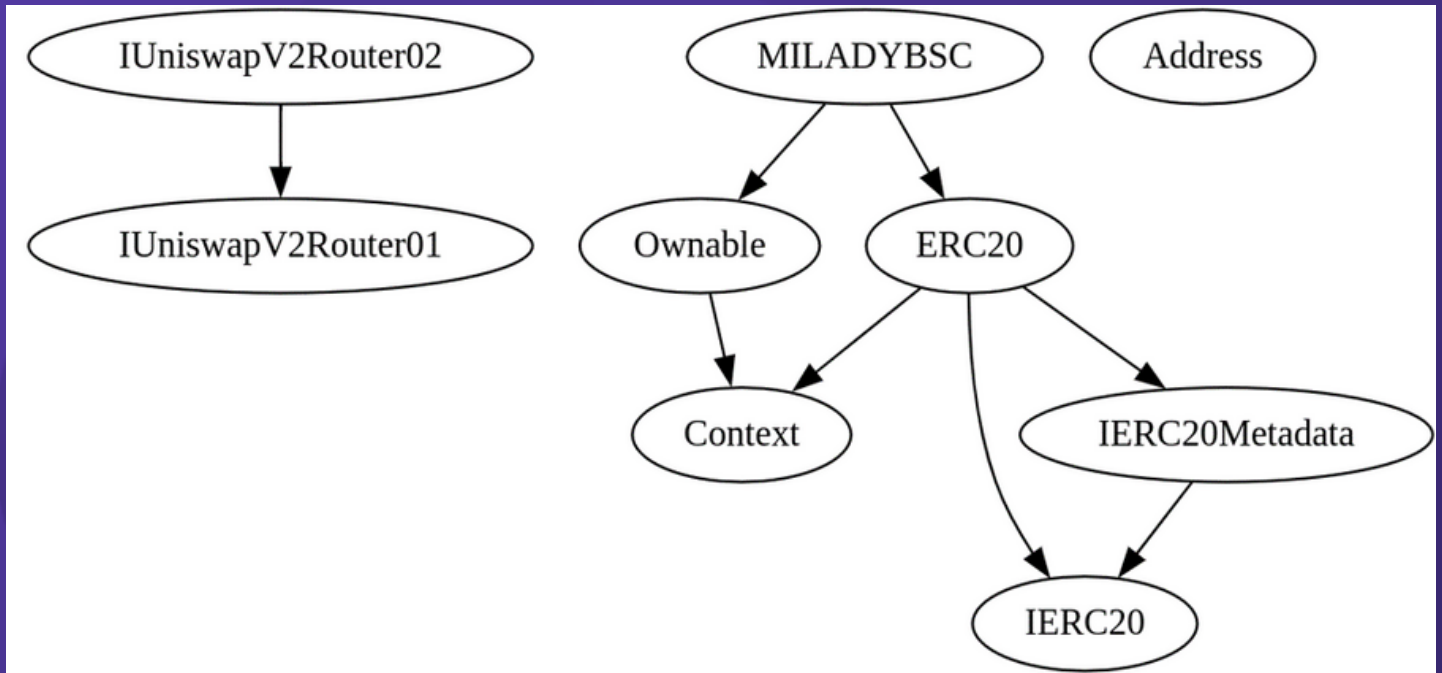 IUniswapV2Router02
MILADYBSC
Address
IUniswapV2Router01
Ownable
ERC20
Context
IERC20Metadata
IERC20